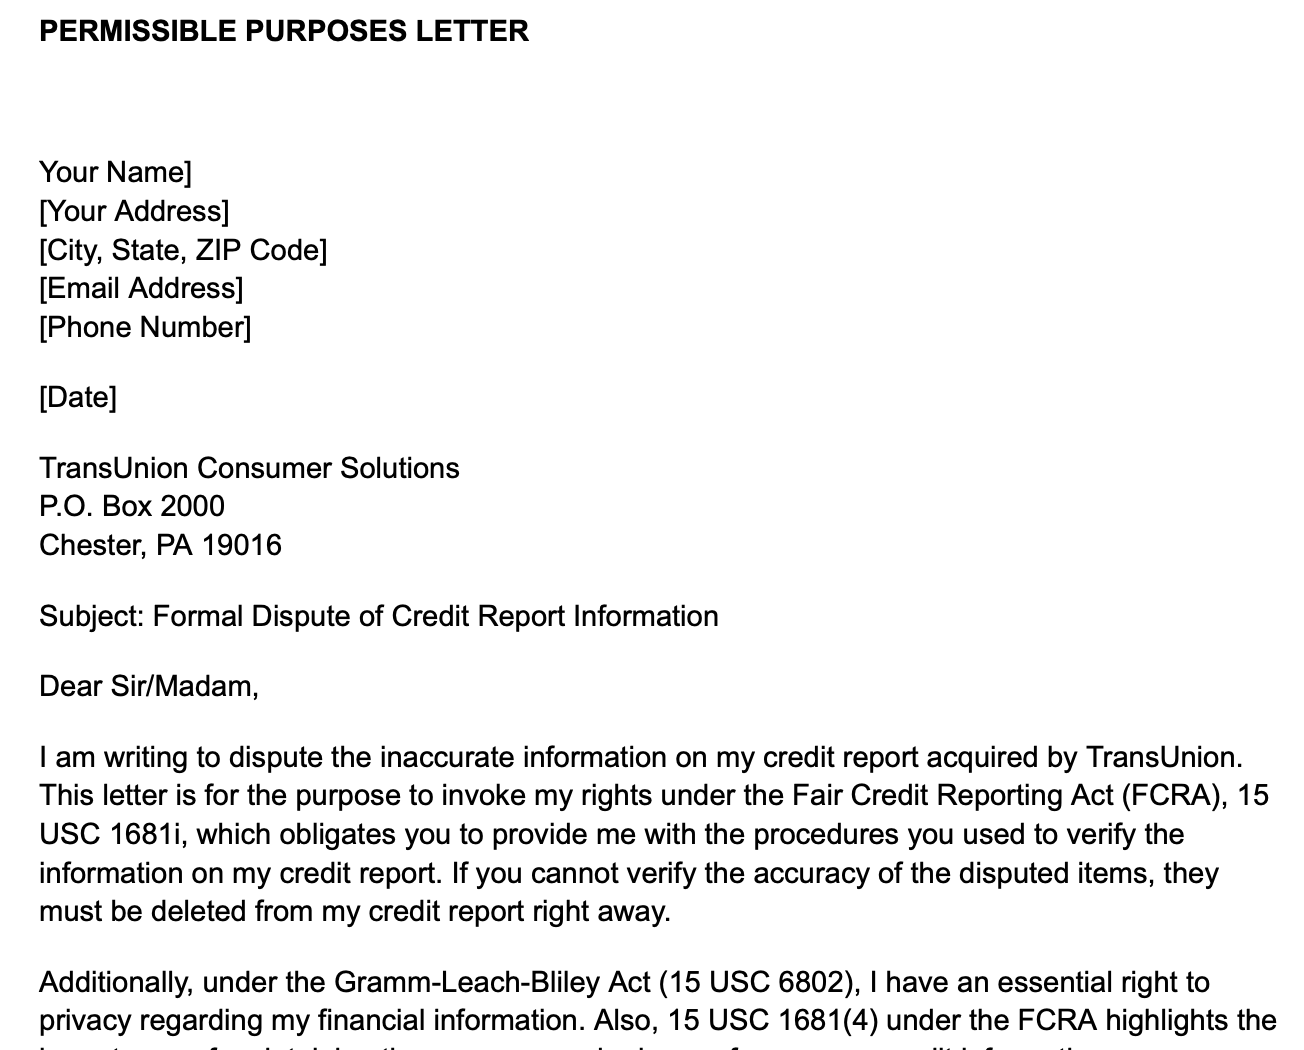 PERMISSIBLE PURPOSES LETTER
Your Name]
[Your Address]
[City, State, ZIP Code]
[Email Address]
[Phone Number]
[Date]
TransUnion Consumer Solutions
P.O. Box 2000
Chester, PA 19016
Subject: Formal Dispute of Credit Report Information
Dear Sir/Madam,
I am writing to dispute the inaccurate information on my credit report acquired by TransUnion.
This letter is for the purpose to invoke my rights under the Fair Credit Reporting Act (FCRA), 15
USC 1681i, which obligates you to provide me with the procedures you used to verify the
information on my credit report. If you cannot verify the accuracy of the disputed items, they
must be deleted from my credit report right away.
Additionally, under the Gramm-Leach-Bliley Act (15 USC 6802), I have an essential right to
privacy regarding my financial information. Also, 15 USC 1681(4) under the FCRA highlights the